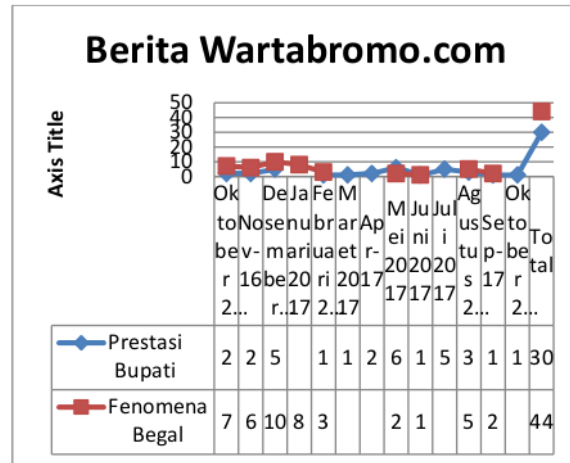 Berita Wartabromo.com
Axis Title
50
40
30
20
10
0
Oktober 2...
Nov-16
Desember...
Januari 2017
Februari 2...
Maret 2017
Apr-17
Mei 2017
Juni 2017
Juli 2017
Agustus 2...
Sep-17
Oktober 2...
Total
Prestasi Bupati 2 2 5 1 1 2 6 1 5 3 1 1 30
Fenomena Begal 7 6 10 8 3 2 1 5 2 44